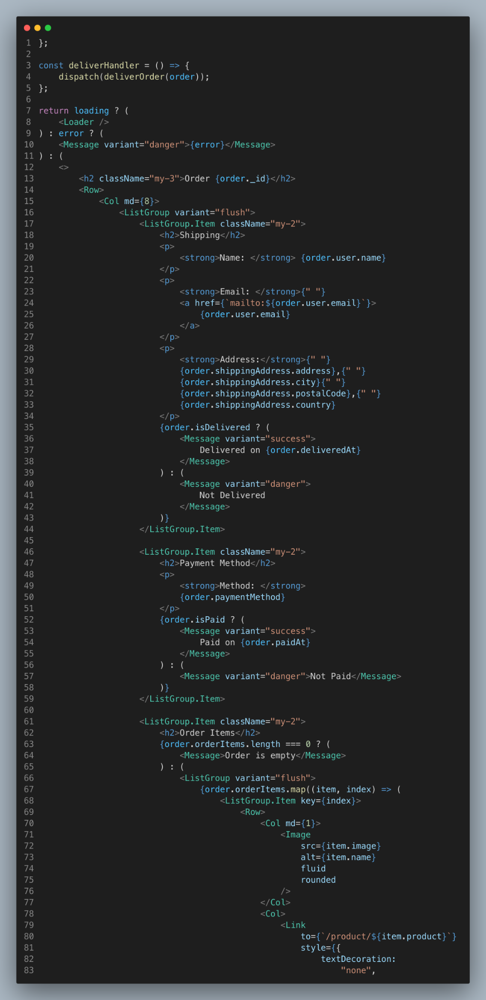 1 };
2
3 const deliverHandler = () => {
4     dispatch(deliverOrder(order));
5 };
6
7 return loading ? (
8     <Loader />
9 ) : error ? (
10     <Message variant="danger">{error}</Message>
11 ) : (
12     <>
13         <h2 className="my-3">Order {order._id}</h2>
14         <Row>
15             <Col md={8}>
16                 <ListGroup variant="flush">
17                     <ListGroup.Item className="my-2">
18                         <h2>Shipping</h2>
19                         <p>
20                             <strong>Name: </strong> {order.user.name}
21                         </p>
22                         <p>
23                             <strong>Email: </strong>{" "}
24                             <a href={`mailto:${order.user.email}`}>
25                                 {order.user.email}
26                             </a>
27                         </p>
28                         <p>
29                             <strong>Address:</strong>{" "}
30                             {order.shippingAddress.address},{" "}
31                             {order.shippingAddress.city}{" "}
32                             {order.shippingAddress.postalCode},{" "}
33                             {order.shippingAddress.country}
34                         </p>
35                         {order.isDelivered ? (
36                             <Message variant="success">
37                                 Delivered on {order.deliveredAt}
38                             </Message>
39                         ) : (
40                             <Message variant="danger">
41                                 Not Delivered
42                             </Message>
43                         )}
44                     </ListGroup.Item>
45
46                     <ListGroup.Item className="my-2">
47                         <h2>Payment Method</h2>
48                         <p>
49                             <strong>Method: </strong>
50                             {order.paymentMethod}
51                         </p>
52                         {order.isPaid ? (
53                             <Message variant="success">
54                                 Paid on {order.paidAt}
55                             </Message>
56                         ) : (
57                             <Message variant="danger">Not Paid</Message>
58                         )}
59                     </ListGroup.Item>
60
61                     <ListGroup.Item className="my-2">
62                         <h2>Order Items</h2>
63                         {order.orderItems.length === 0 ? (
64                             <Message>Order is empty</Message>
65                         ) : (
66                             <ListGroup variant="flush">
67                                 {order.orderItems.map((item, index) => (
68                                     <ListGroup.Item key={index}>
69                                         <Row>
70                                             <Col md={1}>
71                                                 <Image
72                                                     src={item.image}
73                                                     alt={item.name}
74                                                     fluid
75                                                     rounded
76                                                 />
77                                             </Col>
78                                             <Col>
79                                                 <Link
80                                                     to={`/product/${item.product}`}
81                                                     style={{
82                                                         textDecoration:
83                                                             "none",